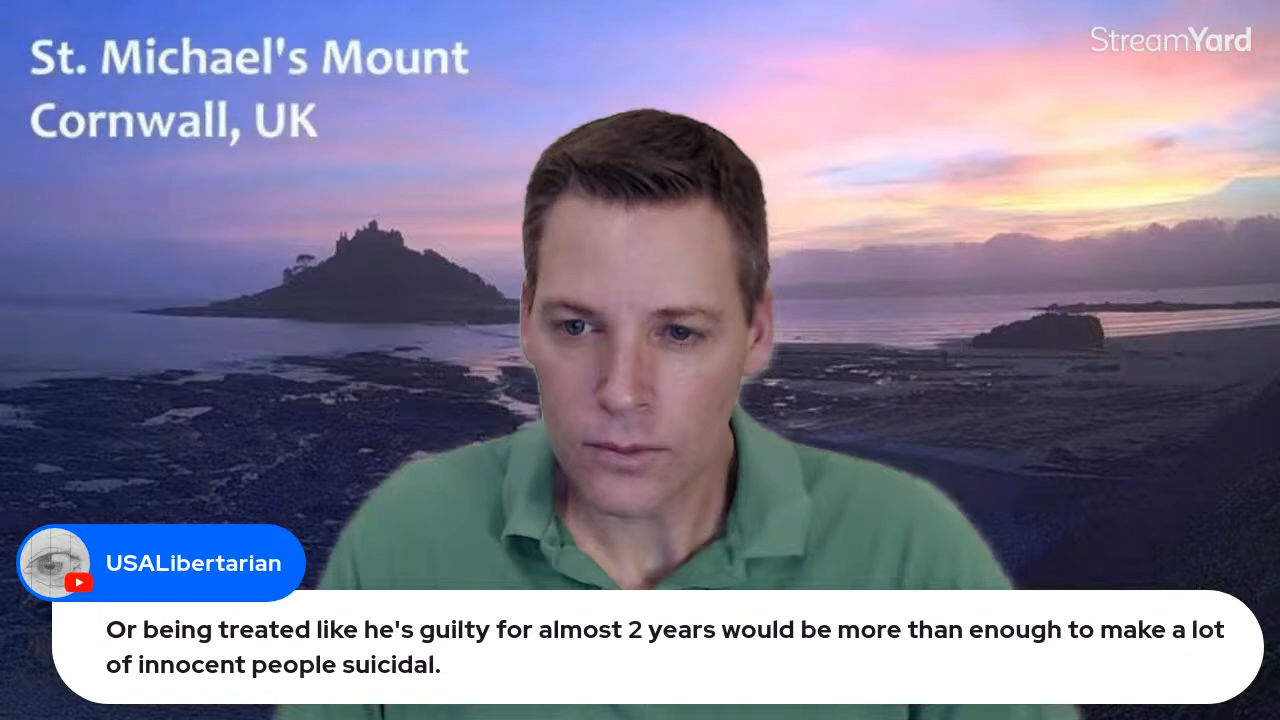 St. Michael's Mount
Cornwall, UK
StreamYard
USALibertarian
Or being treated like he's guilty for almost 2 years would be more than enough to make a lot
of innocent people suicidal.